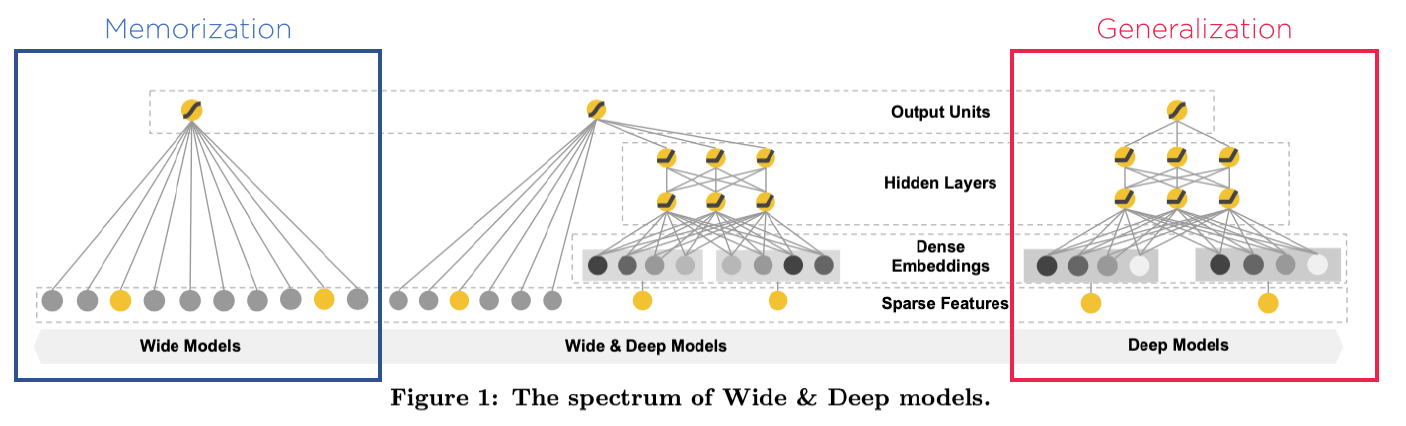 Memorization
Generalization
Output Units
Hidden Layers
Dense
Embeddings
Sparse Features
Wide Models
Wide & Deep Models
Deep Models
Figure 1: The spectrum of Wide & Deep models.